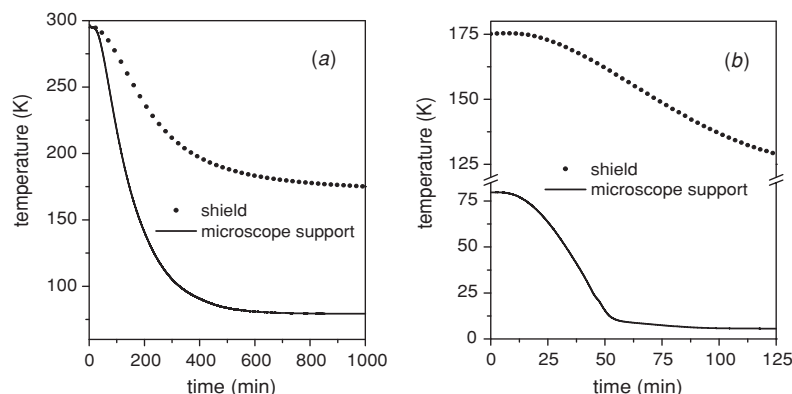 300
250
200
150
100
temperature (K)
(a)
shield
microscope support
0 200 400 600 800 1000
time (min)
175
150
125
75
50
25
0
temperature (K)
(b)
shield
microscope support
0 25 50 75 100 125
time (min)